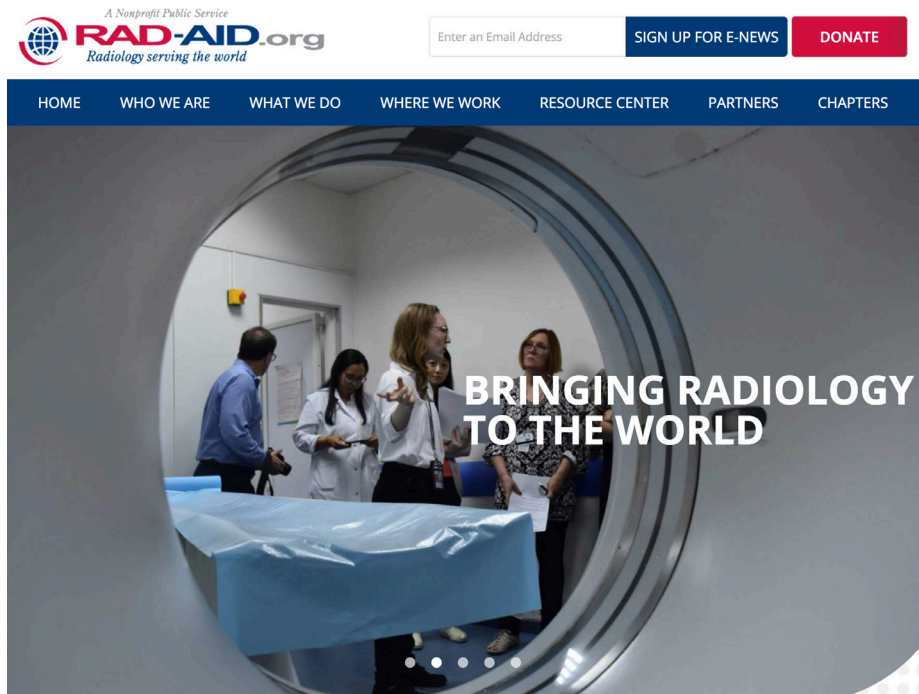 A Nonprofit Public Service
RAD-AID.org
Radiology serving the world
Enter an Email Address
SIGN UP FOR E-NEWS
DONATE
HOME
WHO WE ARE
WHAT WE DO
WHERE WE WORK
RESOURCE CENTER
PARTNERS
CHAPTERS
BRINGING RADIOLOGY
TO THE WORLD